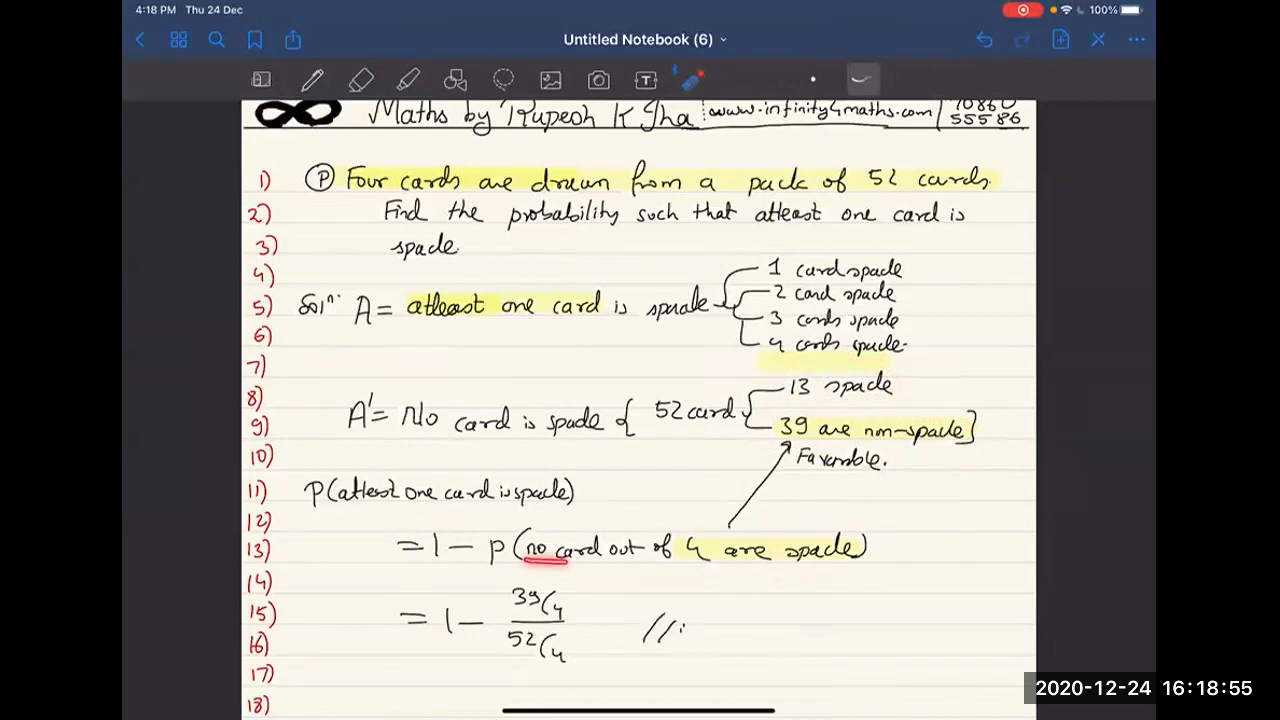 4:18 PM Thu 24 Dec
100%
Untitled Notebook (6)
Maths by Rupesh K Jha www.infinity4maths.com 70860 55586
1) P Four cards are drawn from a pack of 52 cards.
2) Find the probability such that atleast one card is
3) spade.
4) 1 card spade
5) Solⁿ: A = atleast one card is spade 2 card spade
3 cards spade
6) 4 cards spade.
7)
8) 13 spade
A' = No card is spade { 52 card
9) 39 are non-spade]
10) Favorable.
11) P(atleast one card is spade)
12)
13) = 1 - P (no card out of 4 are spade)
14)
15) = 1 - 39C4 / 52C4 //:
16)
17)
18)
2020-12-24 16:18:55